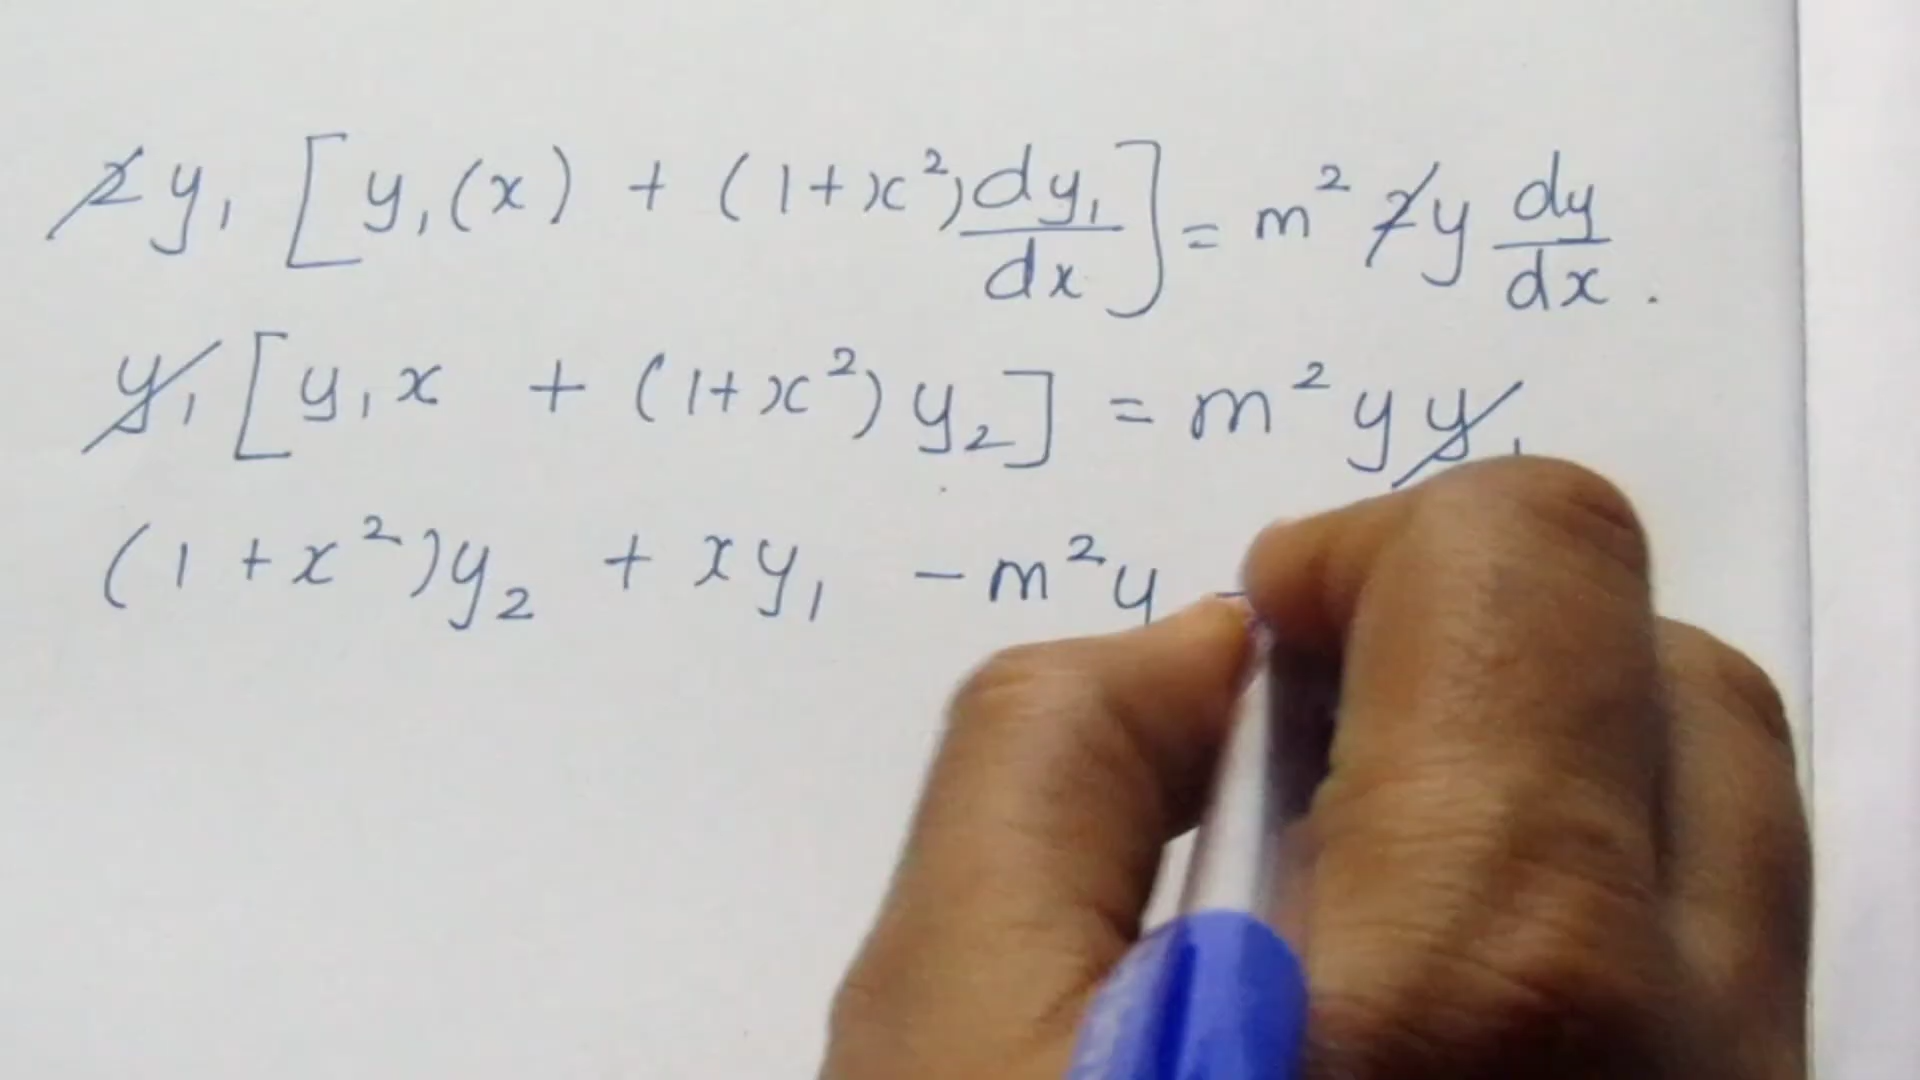 2y₁ [y₁(x) + (1+x²) dy₁/dx] = m² 2y dy/dx.
y₁ [y₁x + (1+x²) y₂] = m² y y₁
(1+x²)y₂ + xy₁ - m²y